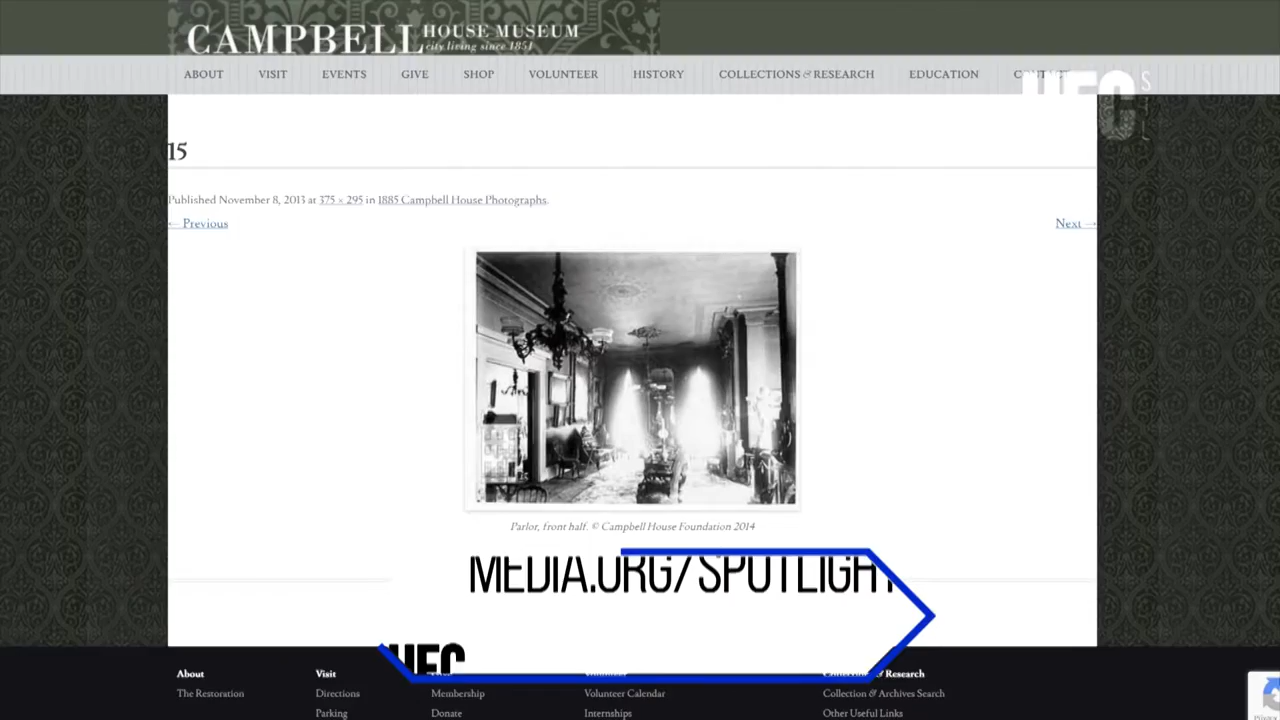 CAMPBELL HOUSE MUSEUM
city living since 1851
ABOUT VISIT EVENTS GIVE SHOP VOLUNTEER HISTORY COLLECTIONS & RESEARCH EDUCATION
15
Published November 8, 2013 at 375 × 295 in 1885 Campbell House Photographs.
← Previous Next →
Parlor, front half. © Campbell House Foundation 2014
MEDIA.ORG/SPOTLIGHT
HEC
About Visit Volunteer & Research
The Restoration Directions Membership Volunteer Calendar Collection & Archives Search
Parking Donate Internships Other Useful Links